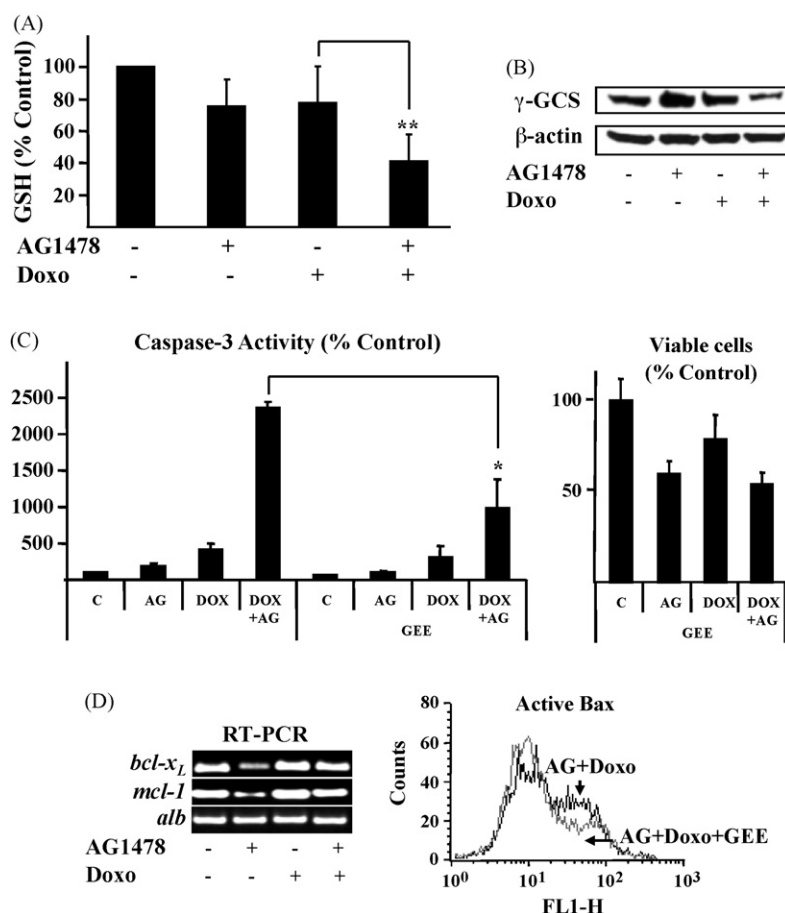 (A)
GSH (% Control)
100
80
60
40
20
**
AG1478 - + - +
Doxo - - + +
(B)
γ-GCS
β-actin
AG1478 - + - +
Doxo - - + +
(C)
Caspase-3 Activity (% Control)
2500
2000
1500
1000
500
*
C AG DOX DOX +AG C AG DOX DOX +AG
GEE
Viable cells
(% Control)
100
50
C AG DOX DOX +AG
GEE
(D)
RT-PCR
bcl-xL
mcl-1
alb
AG1478 - + - +
Doxo - - + +
Active Bax
Counts
80
60
40
20
0
AG+Doxo
AG+Doxo+GEE
10⁰ 10¹ 10² 10³
FL1-H